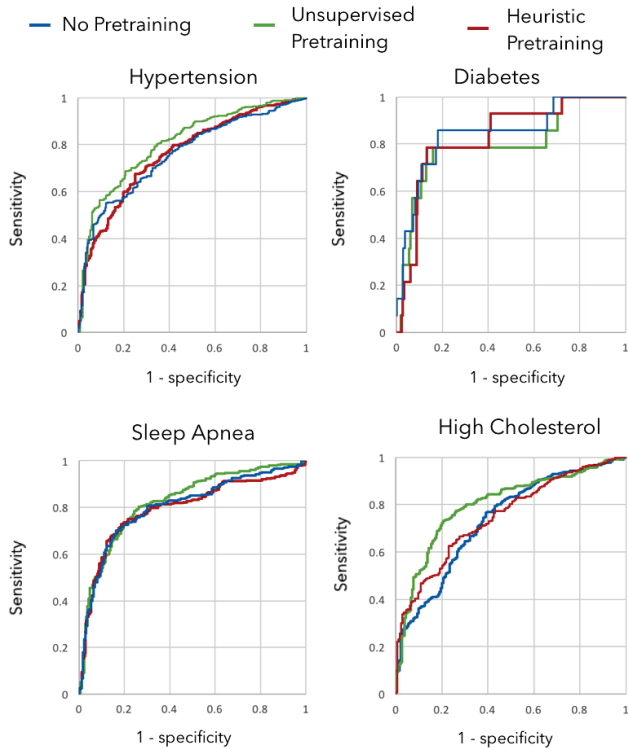 No Pretraining
Unsupervised
Pretraining
Heuristic
Pretraining
Hypertension
Diabetes
Sensitivity
1
0.8
0.6
0.4
0.2
0
0 0.2 0.4 0.6 0.8 1
1 - specificity
Sensitivity
1
0.8
0.6
0.4
0.2
0
0 0.2 0.4 0.6 0.8 1
1 - specificity
Sleep Apnea
High Cholesterol
Sensitivity
1
0.8
0.6
0.4
0.2
0
0 0.2 0.4 0.6 0.8 1
1 - specificity
Sensitivity
1
0.8
0.6
0.4
0.2
0
0 0.2 0.4 0.6 0.8 1
1 - specificity